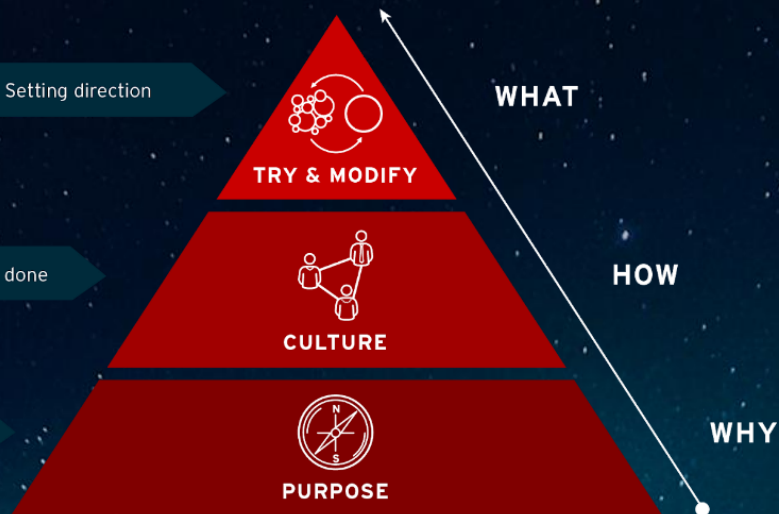 Setting direction
WHAT
TRY & MODIFY
done
HOW
CULTURE
N
S
WHY
PURPOSE